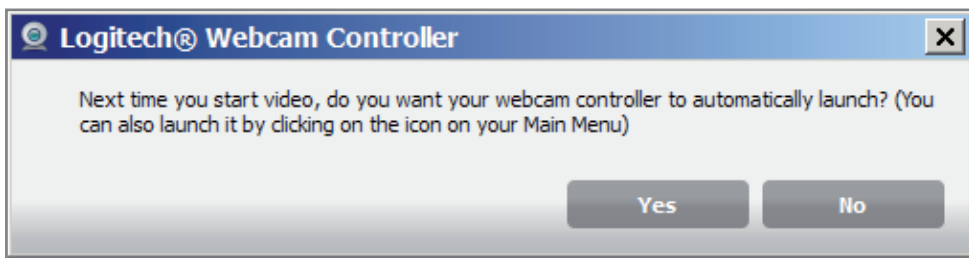 Logitech® Webcam Controller
Next time you start video, do you want your webcam controller to automatically launch? (You
can also launch it by clicking on the icon on your Main Menu)
Yes No